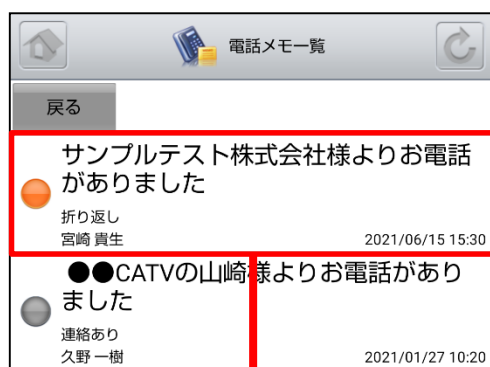 電話メモ一覧
戻る
サンプルテスト株式会社様よりお電話
がありました
折り返し
宮崎 貴生
2021/06/15 15:30
●●CATVの山崎様よりお電話があり
ました
連絡あり
久野 一樹
2021/01/27 10:20